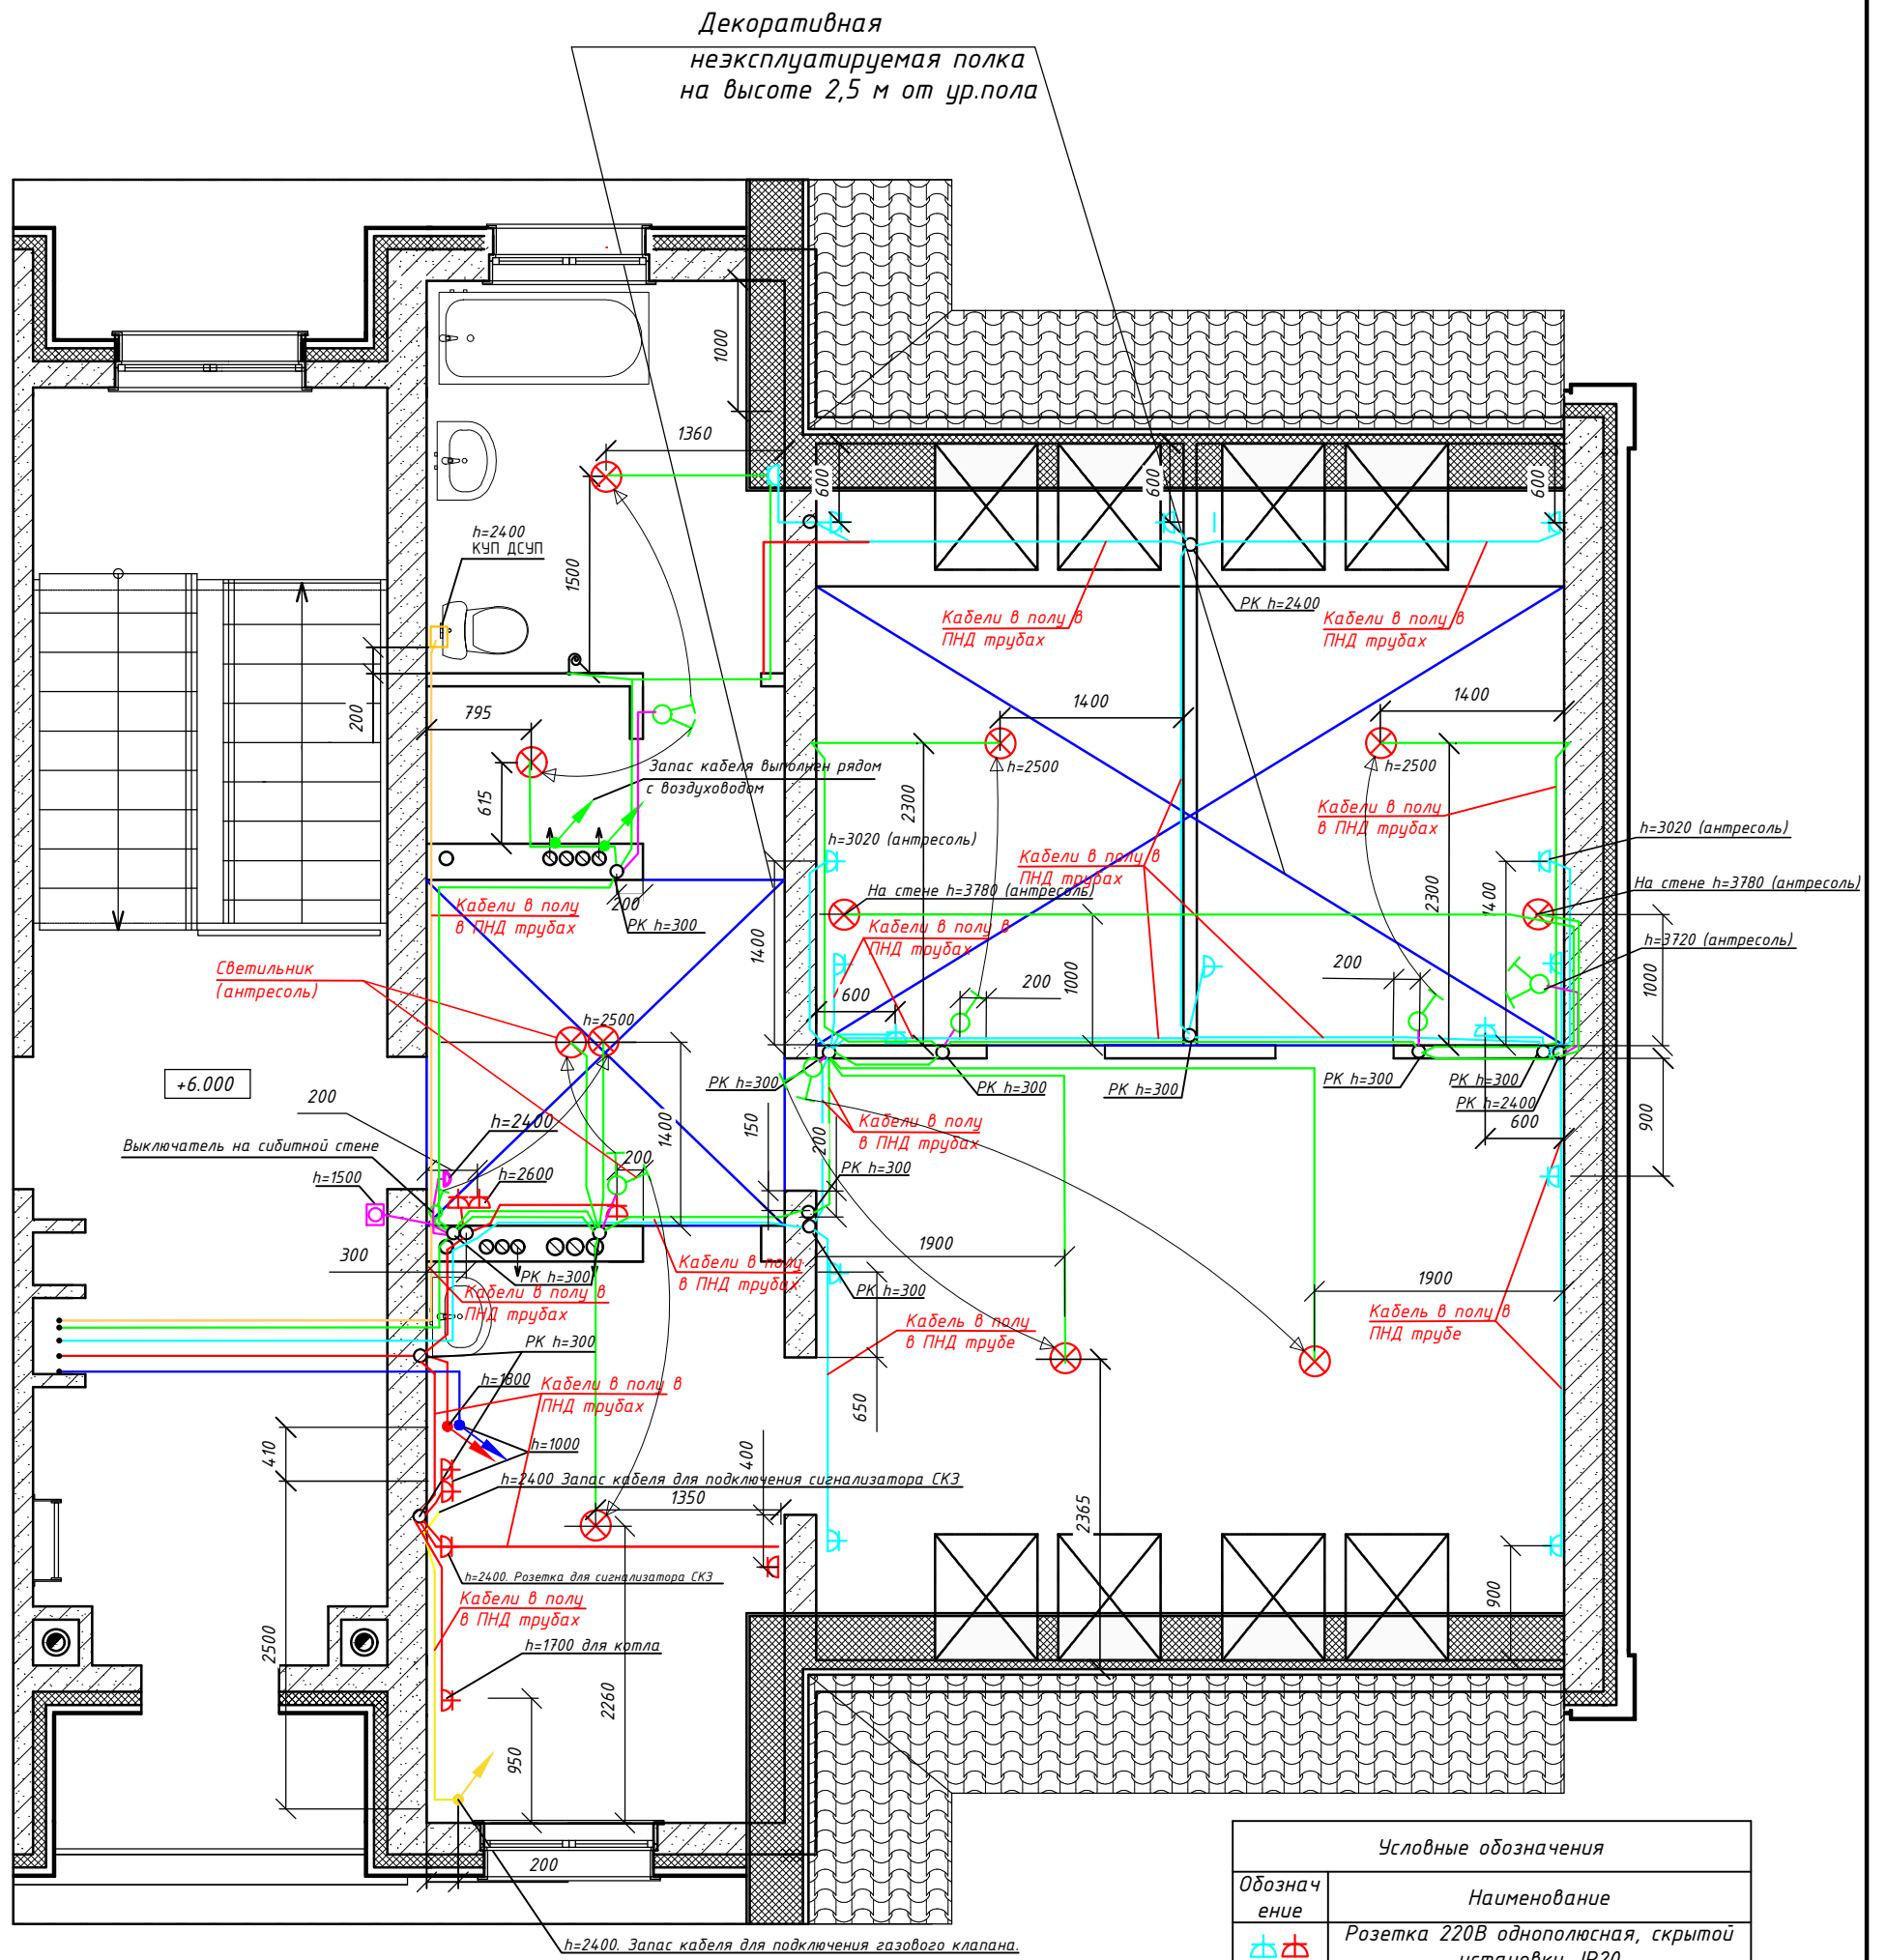 Декоративная
неэксплуатируемая полка
на высоте 2,5 м от ур.пола
1000
1360
600
600
600
h=2400
КУП ДСУП
1500
РК h=2400
Кабели в полу в
ПНД трубах
Кабели в полу в
ПНД трубах
200
795
1400
1400
h=2500
h=2500
Запас кабеля выполнен рядом
с воздуховодом
615
2300
Кабели в полу
в ПНД трубах
h=3020 (антресоль)
h=3020 (антресоль)
Кабели в полу в
ПНД трубах
На стене h=3780 (антресоль)
На стене h=3780 (антресоль)
2300
1400
Кабели в полу
в ПНД трубах
200
РК h=300
1400
Кабели в полу в
ПНД трубах
h=3720 (антресоль)
Светильник
(антресоль)
600
200
1000
200
1000
h=2500
+6.000
РК h=300
РК h=300
РК h=300
РК h=300
РК h=300
РК h=2400
200
h=2400
1400
150
200
Кабели в полу
в ПНД трубах
600
900
Выключатель на сибитной стене
h=1500
h=2600
200
РК h=300
300
РК h=300
Кабели в полу
в ПНД трубах
1900
РК h=300
1900
Кабели в полу в
ПНД трубах
Кабель в полу
в ПНД трубе
Кабель в полу в
ПНД трубе
РК h=300
h=1800
Кабели в полу в
ПНД трубах
650
410
h=1000
400
h=2400 Запас кабеля для подключения сигнализатора СКЗ
1350
2365
h=2400. Розетка для сигнализатора СКЗ
Кабели в полу
в ПНД трубах
900
2500
h=1700 для котла
2260
950
200
h=2400. Запас кабеля для подключения газового клапана.
Условные обозначения
Обознач
ение
Наименование
Розетка 220В однополюсная, скрытой
установки, IP20